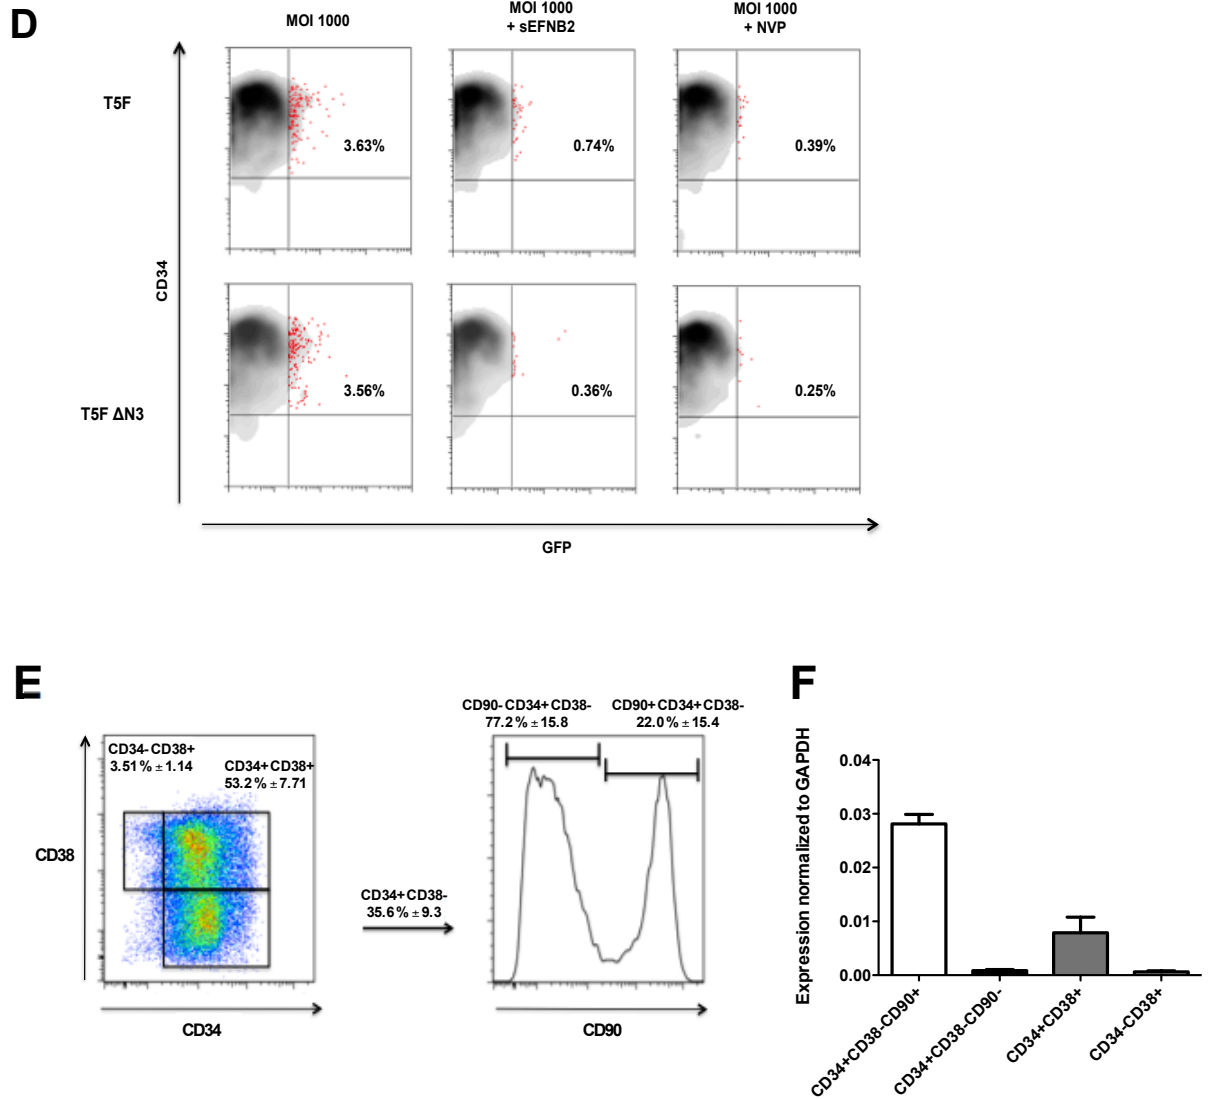 D
MOI 1000
MOI 1000
+ sEFNB2
MOI 1000
+ NVP
T5F
3.63%
0.74%
0.39%
CD34
T5F ΔN3
3.56%
0.36%
0.25%
GFP
E
CD34- CD38+
3.51% ± 1.14
CD34+ CD38+
53.2% ± 7.71
CD38
CD34
CD34+ CD38-
35.6% ± 9.3
CD90- CD34+ CD38-
77.2% ± 15.8
CD90+ CD34+ CD38-
22.0% ± 15.4
CD90
F
Expression normalized to GAPDH
0.04
0.03
0.02
0.01
0.00
CD34+CD38-CD90+
CD34+CD38-CD90-
CD34+CD38+
CD34-CD38+